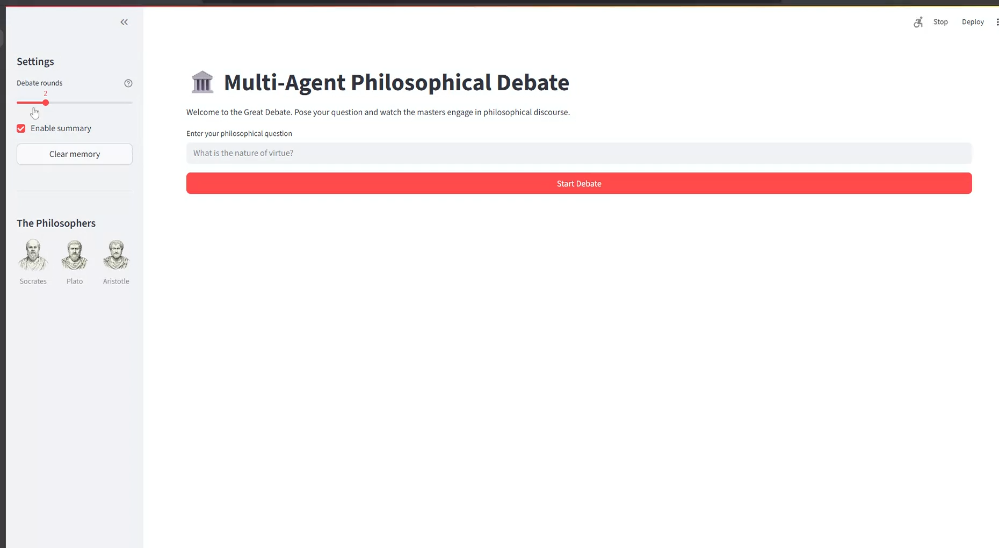 Stop Deploy
Settings
Debate rounds
2
Enable summary
Clear memory
The Philosophers
Socrates Plato Aristotle
Multi-Agent Philosophical Debate
Welcome to the Great Debate. Pose your question and watch the masters engage in philosophical discourse.
Enter your philosophical question
What is the nature of virtue?
Start Debate